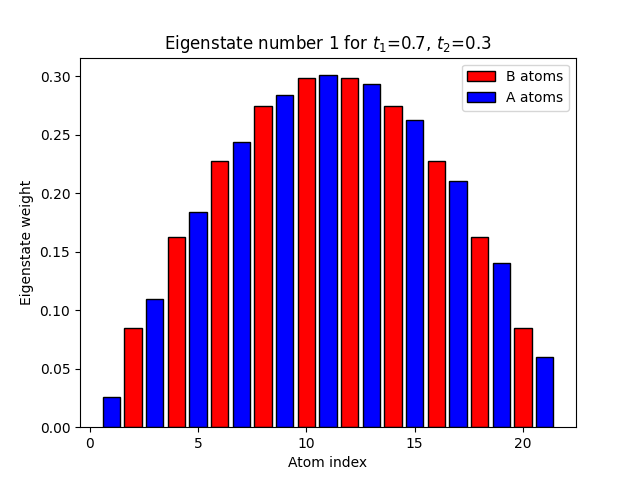 Eigenstate number 1 for t₁=0.7, t₂=0.3
B atoms
A atoms
Eigenstate weight
0.30
0.25
0.20
0.15
0.10
0.05
0.00
0 5 10 15 20
Atom index